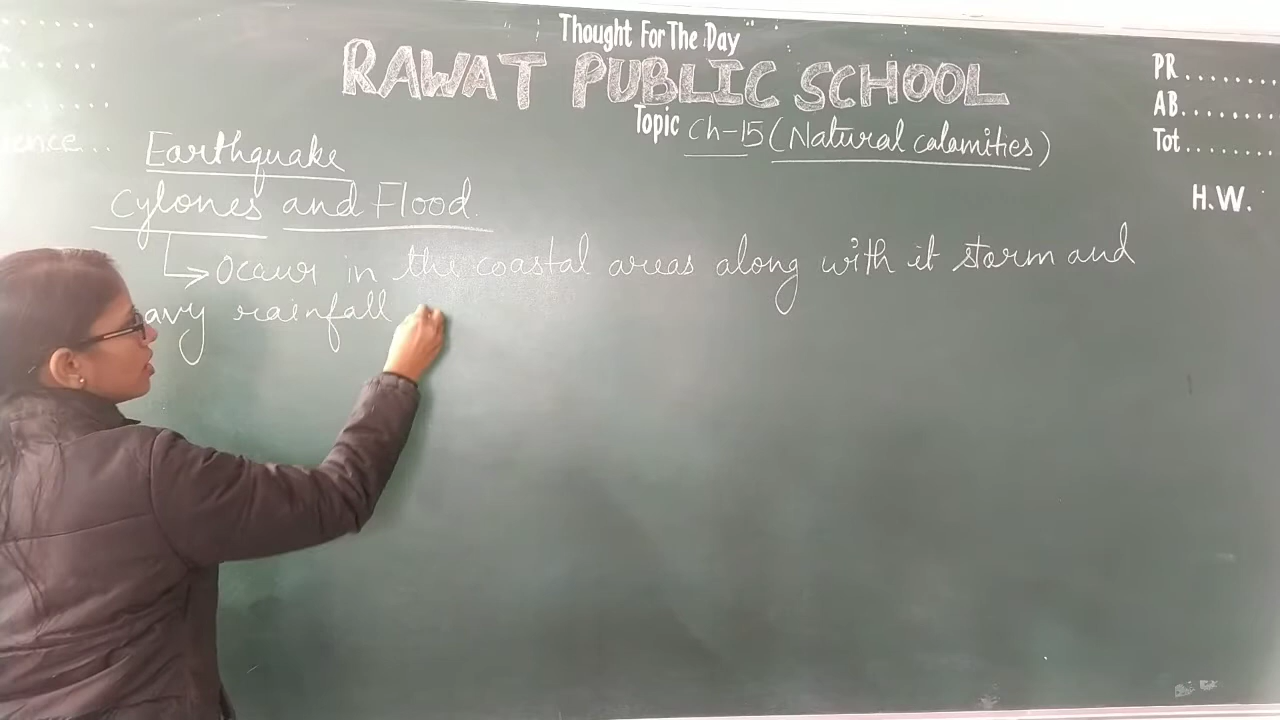 Thought For The Day
RAWAT PUBLIC SCHOOL
Topic Ch-15 (Natural calamities)
PR........
AB........
Tot........
H.W.
ence...
Earthquake
Cylones and Flood.
↳ Occur in the coastal areas along with it storm and
avy rainfall